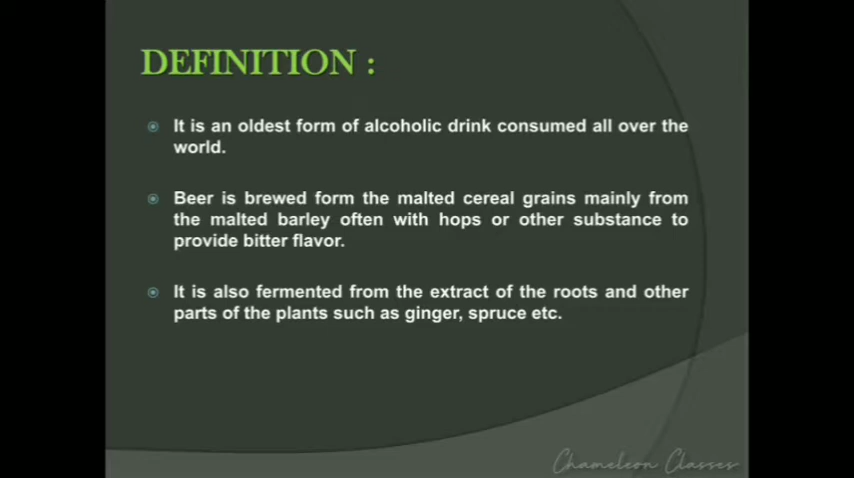 DEFINITION :
It is an oldest form of alcoholic drink consumed all over the
world.
Beer is brewed form the malted cereal grains mainly from
the malted barley often with hops or other substance to
provide bitter flavor.
It is also fermented from the extract of the roots and other
parts of the plants such as ginger, spruce etc.
Chameleon Classes